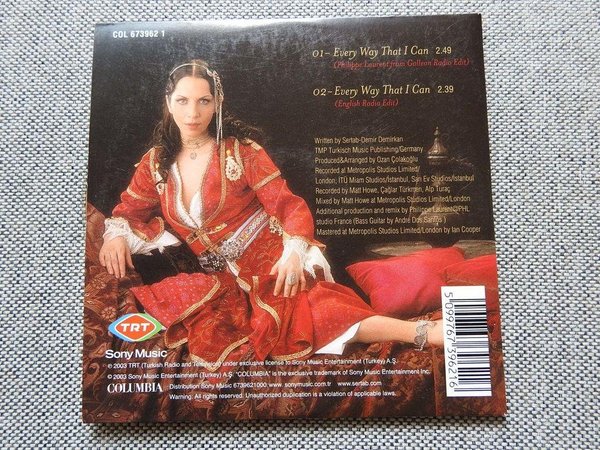 COL 673962 1
01~ Every Way That I Can 2.49
(Philippe Laurent from Galleon Radio Edit)
02~ Every Way That I Can 2.39
(English Radio Edit)
Written by Sertab-Demir Demirkan
TMP Turkisch Music Publishing/Germany
Produced&Arranged by Ozan Çolakoğlu
Recorded at Metropolis Studios Limited/
London, İTÜ Miam Studios/Istanbul, Sarı Ev Studios/Istanbul
Recorded by Matt Howe, Çağlar Türkmen, Alp Turaç
Mixed by Matt Howe at Metropolis Studios Limited/London
Additional production and remix by Philippe Laurent@PHL
studio France (Bass Guitar by André Dos Santos )
Mastered at Metropolis Studios Limited/London by Ian Cooper
TRT
Sony Music
℗ 2003 TRT (Turkish Radio and Television) under exclusive license to Sony Music Entertainment (Turkey) A.Ş.
© 2003 Sony Music Entertainment (Turkey) A.Ş. "COLUMBIA" is the exclusive trademark of Sony Music Entertainment Inc.
COLUMBIA Distribution Sony Music 6739621000 www.sonymusic.com.tr www.sertab.com
Warning: All rights reserved. Unauthorized duplication is a violation of applicable laws.
5099767396216